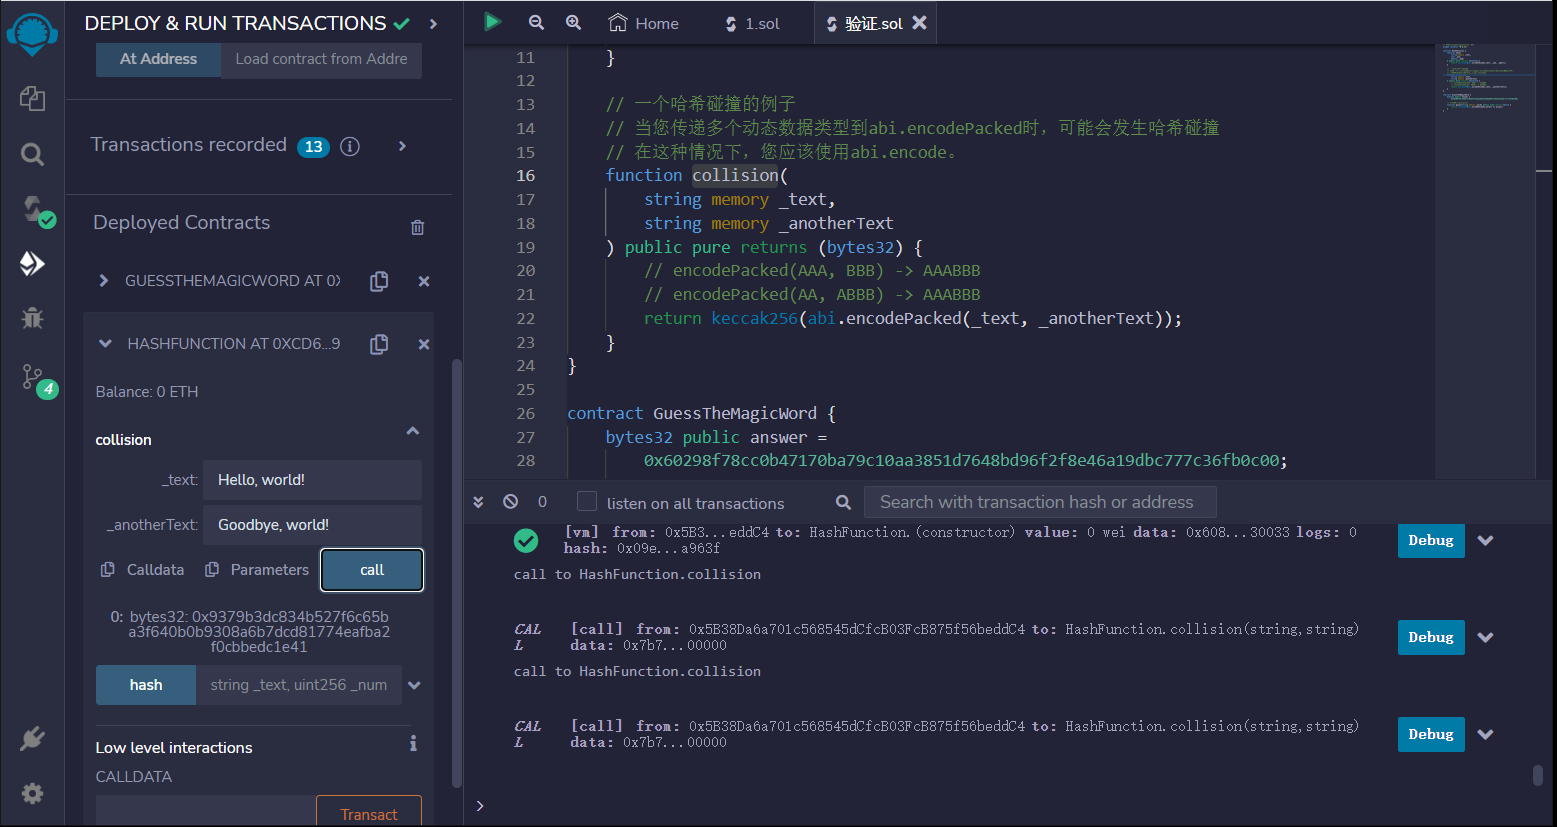 DEPLOY & RUN TRANSACTIONS
At Address
Load contract from Addre
Transactions recorded 13
Deployed Contracts
GUESSTHEMAGICWORD AT 0X
HASHFUNCTION AT 0XCD6...9
4
Balance: 0 ETH
collision
_text: Hello, world!
_anotherText: Goodbye, world!
Calldata Parameters call
0: bytes32: 0x9379b3dc834b527f6c65b
a3f640b0b9308a6b7dcd81774eafba2
f0cbbedc1e41
hash string _text, uint256 _num
Low level interactions
CALLDATA
Transact
Home 1.sol 验证.sol
11 }
12
13 // 一个哈希碰撞的例子
14 // 当您传递多个动态数据类型到abi.encodePacked时，可能会发生哈希碰撞
15 // 在这种情况下，您应该使用abi.encode。
16 function collision(
17 string memory _text,
18 string memory _anotherText
19 ) public pure returns (bytes32) {
20 // encodePacked(AAA, BBB) -> AAABBB
21 // encodePacked(AA, ABBB) -> AAABBB
22 return keccak256(abi.encodePacked(_text, _anotherText));
23 }
24 }
25
26 contract GuessTheMagicWord {
27 bytes32 public answer =
28 0x60298f78cc0b47170ba79c10aa3851d7648bd96f2f8e46a19dbc777c36fb0c00;
0 listen on all transactions Search with transaction hash or address
[vm] from: 0x5B3...eddC4 to: HashFunction.(constructor) value: 0 wei data: 0x608...30033 logs: 0
hash: 0x09e...a963f
Debug
call to HashFunction.collision
CAL
L
[call] from: 0x5B38Da6a701c568545dCfcB03FcB875f56beddC4 to: HashFunction.collision(string,string)
data: 0x7b7...00000
Debug
call to HashFunction.collision
CAL
L
[call] from: 0x5B38Da6a701c568545dCfcB03FcB875f56beddC4 to: HashFunction.collision(string,string)
data: 0x7b7...00000
Debug
>